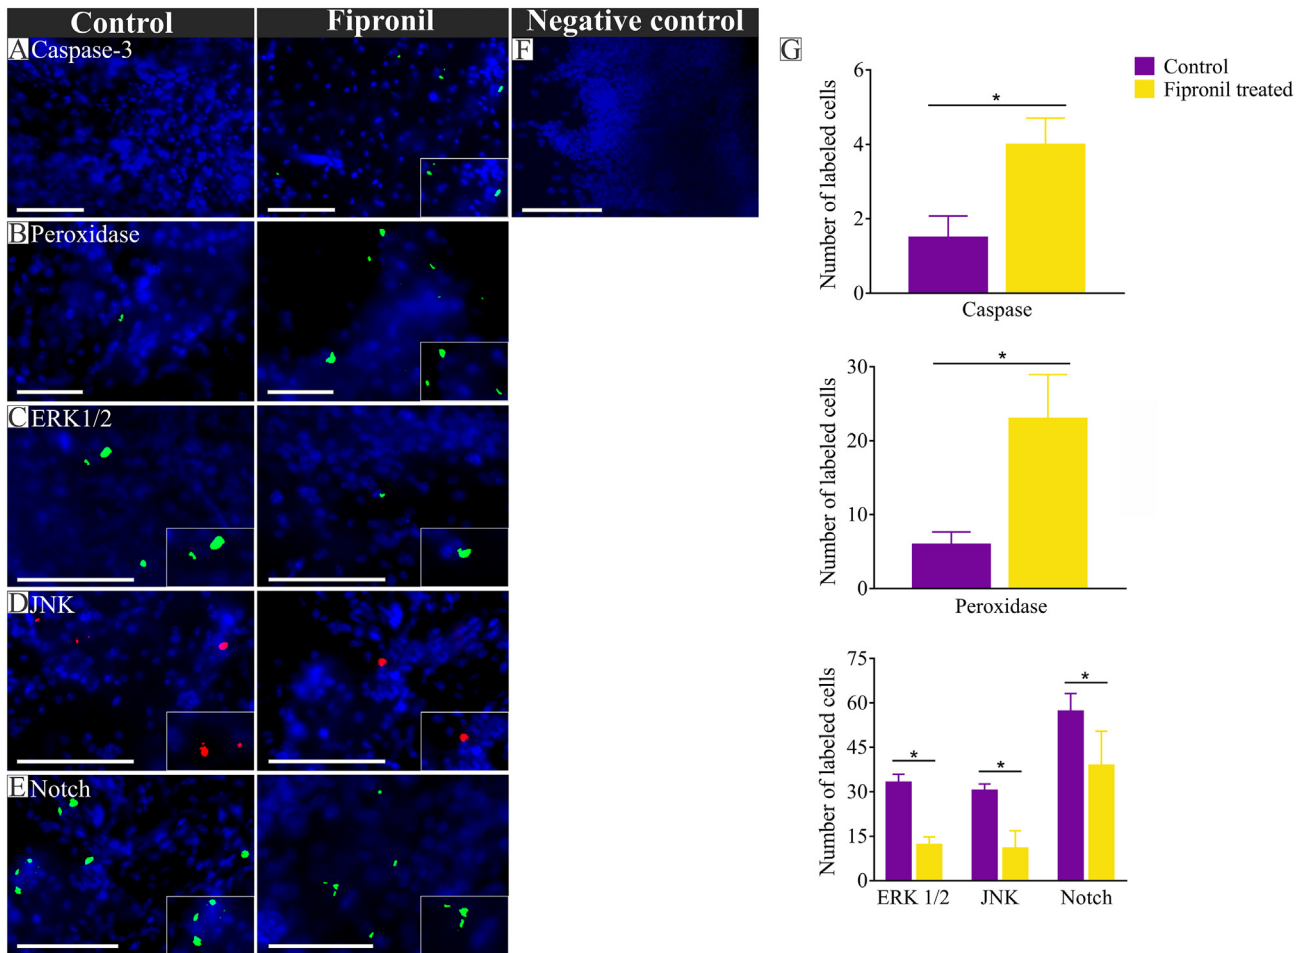 Control
Fipronil
Negative control
A Caspase-3
F
B Peroxidase
C ERK1/2
D JNK
E Notch
G
Control
Fipronil treated
Number of labeled cells
6
4
2
0
*
Caspase
Number of labeled cells
30
20
10
0
*
Peroxidase
Number of labeled cells
75
60
45
30
15
0
* * *
ERK 1/2 JNK Notch